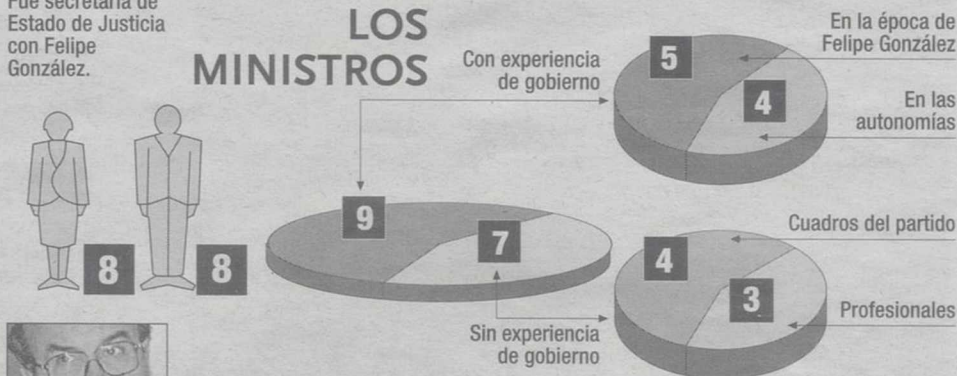 Fue secretaria de
Estado de Justicia
con Felipe
González.
LOS
MINISTROS
8
8
Con experiencia
de gobierno
9
7
Sin experiencia
de gobierno
5
4
En la época de
Felipe González
En las
autonomías
4
3
Cuadros del partido
Profesionales